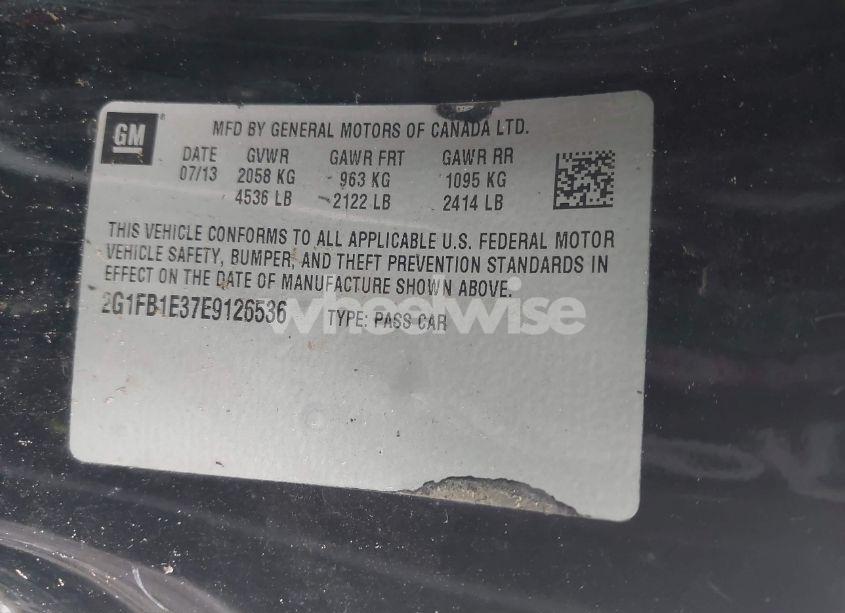 GM
®
MFD BY GENERAL MOTORS OF CANADA LTD.
DATE GVWR GAWR FRT GAWR RR
07/13 2058 KG 963 KG 1095 KG
4536 LB 2122 LB 2414 LB
THIS VEHICLE CONFORMS TO ALL APPLICABLE U.S. FEDERAL MOTOR
VEHICLE SAFETY, BUMPER, AND THEFT PREVENTION STANDARDS IN
EFFECT ON THE DATE OF MANUFACTURE SHOWN ABOVE.
2G1FB1E37E9126536 TYPE: PASS CAR
wheelwise